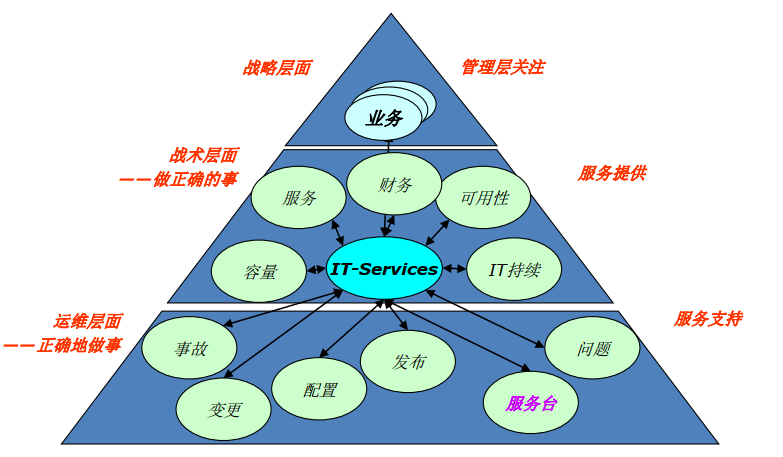 战略层面
管理层关注
业务
战术层面
——做正确的事
服务提供
服务
财务
可用性
容量
IT-Services
IT持续
运维层面
——正确地做事
服务支持
事故
变更
配置
发布
服务台
问题